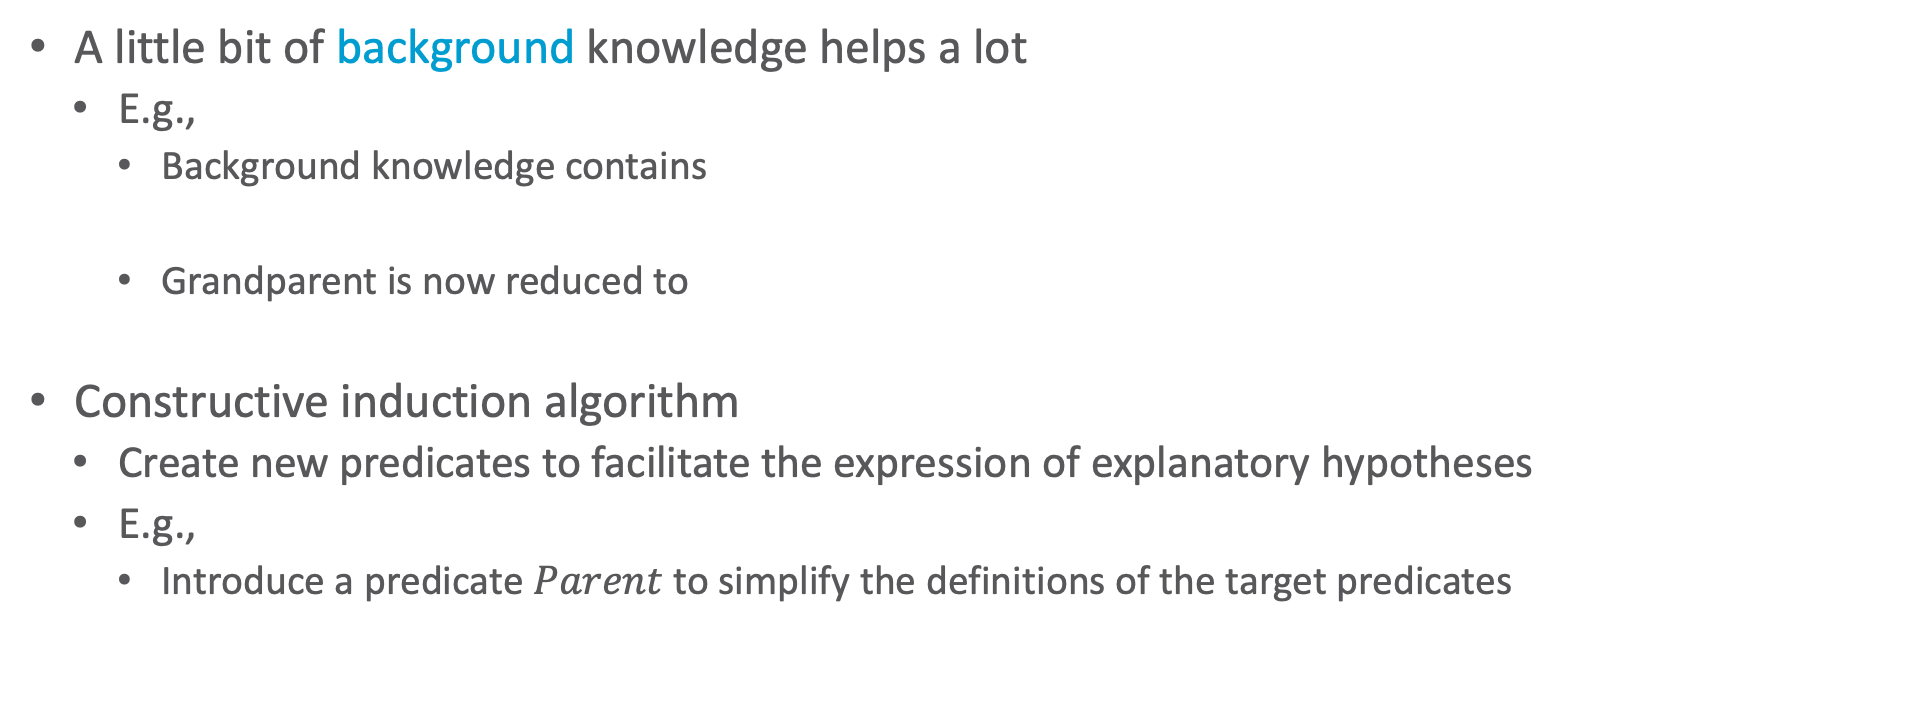 • A little bit of background knowledge helps a lot
• E.g.,
• Background knowledge contains
• Grandparent is now reduced to
• Constructive induction algorithm
• Create new predicates to facilitate the expression of explanatory hypotheses
• E.g.,
• Introduce a predicate Parent to simplify the definitions of the target predicates